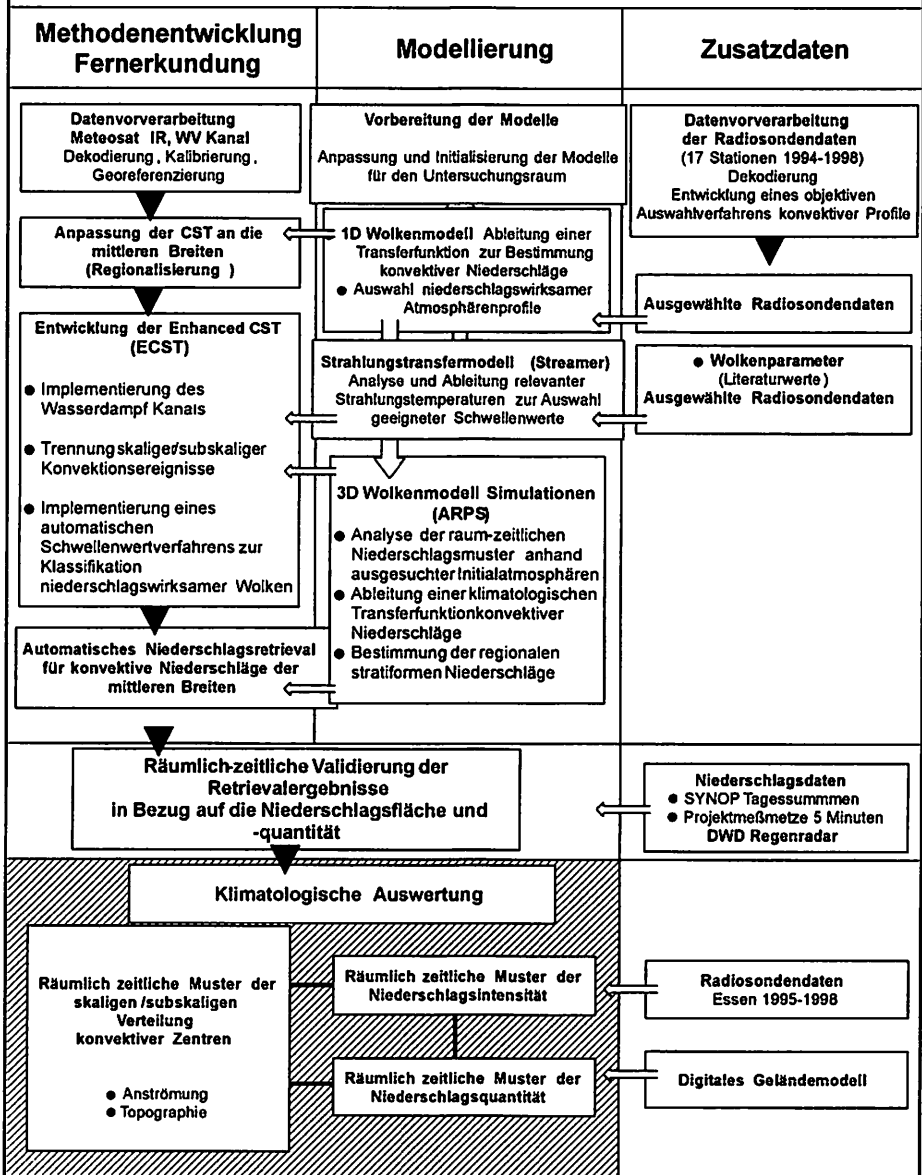 Methodenentwicklung
Fernerkundung
Modellierung
Zusatzdaten
Datenvorverarbeitung
Meteosat IR, WV Kanal
Dekodierung, Kalibrierung,
Georeferenzierung
Vorbereitung der Modelle
Anpassung und Initialisierung der Modelle
für den Untersuchungsraum
Datenvorverarbeitung
der Radiosondendaten
(17 Stationen 1994-1998)
Dekodierung
Entwicklung eines objektiven
Auswahlverfahrens konvektiver Profile
Anpassung der CST an die
mittleren Breiten
(Regionalisierung )
1D Wolkenmodell Ableitung einer
Transferfunktion zur Bestimmung
konvektiver Niederschläge
● Auswahl niederschlagswirksamer
Atmosphärenprofile
Ausgewählte Radiosondendaten
Entwicklung der Enhanced CST
(ECST)
● Implementierung des
Wasserdampf Kanals
● Trennung skaliger/subskaliger
Konvektionsereignisse
● Implementierung eines
automatischen
Schwellenwertverfahrens zur
Klassifikation
niederschlagswirksamer Wolken
Strahlungstransfermodell (Streamer)
Analyse und Ableitung relevanter
Strahlungstemperaturen zur Auswahl
geeigneter Schwellenwerte
● Wolkenparameter
(Literaturwerte)
Ausgewählte Radiosondendaten
3D Wolkenmodell Simulationen
(ARPS)
● Analyse der raum-zeitlichen
Niederschlagsmuster anhand
ausgesuchter Initialatmosphären
● Ableitung einer klimatologischen
Transferfunktionkonvektiver
Niederschläge
● Bestimmung der regionalen
stratiformen Niederschläge
Automatisches Niederschlagsretrieval
für konvektive Niederschläge der
mittleren Breiten
Räumlich-zeitliche Validierung der
Retrievalergebnisse
in Bezug auf die Niederschlagsfläche und
-quantität
Niederschlagsdaten
● SYNOP Tagessummmen
● Projektmeßmetze 5 Minuten
DWD Regenradar
Klimatologische Auswertung
Räumlich zeitliche Muster der
skaligen /subskaligen
Verteilung
konvektiver Zentren
● Anströmung
● Topographie
Räumlich zeitliche Muster der
Niederschlagsintensität
Radiosondendaten
Essen 1995-1998
Räumlich zeitliche Muster der
Niederschlagsquantität
Digitales Geländemodell